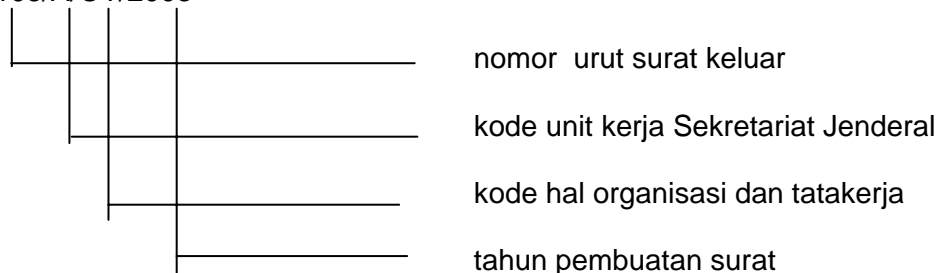 nomor urut surat keluar
kode unit kerja Sekretariat Jenderal
kode hal organisasi dan tatakerja
tahun pembuatan surat